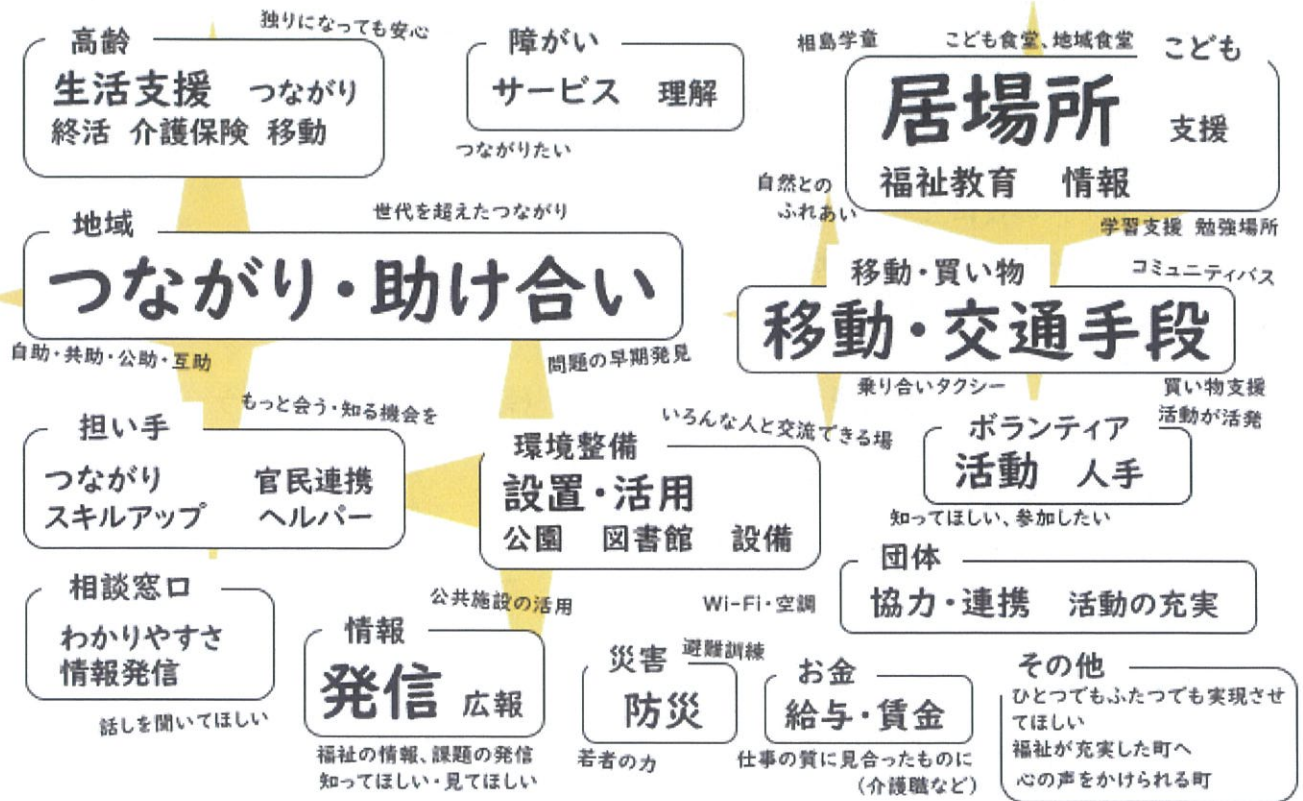 独りになっても安心
高齢
生活支援 つながり
終活 介護保険 移動
障がい
サービス 理解
つながりたい
相島学童 こども食堂、地域食堂
こども
居場所 支援
福祉教育 情報
自然との
ふれあい
学習支援 勉強場所
地域
世代を超えたつながり
つながり・助け合い
自助・共助・公助・互助
問題の早期発見
移動・買い物
コミュニティバス
移動・交通手段
乗り合いタクシー
買い物支援
担い手
もっと会う・知る機会を
つながり 官民連携
スキルアップ ヘルパー
環境整備
いろんな人と交流できる場
設置・活用
公園 図書館 設備
ボランティア
活動が活発
活動 人手
知ってほしい、参加したい
相談窓口
わかりやすさ
情報発信
話しを聞いてほしい
公共施設の活用
Wi-Fi・空調
情報
発信 広報
福祉の情報、課題の発信
知ってほしい・見てほしい
団体
協力・連携 活動の充実
災害
避難訓練
防災
若者の力
お金
給与・賃金
仕事の質に見合ったものに
(介護職など)
その他
ひとつでもふたつでも実現させ
てほしい
福祉が充実した町へ
心の声をかけられる町